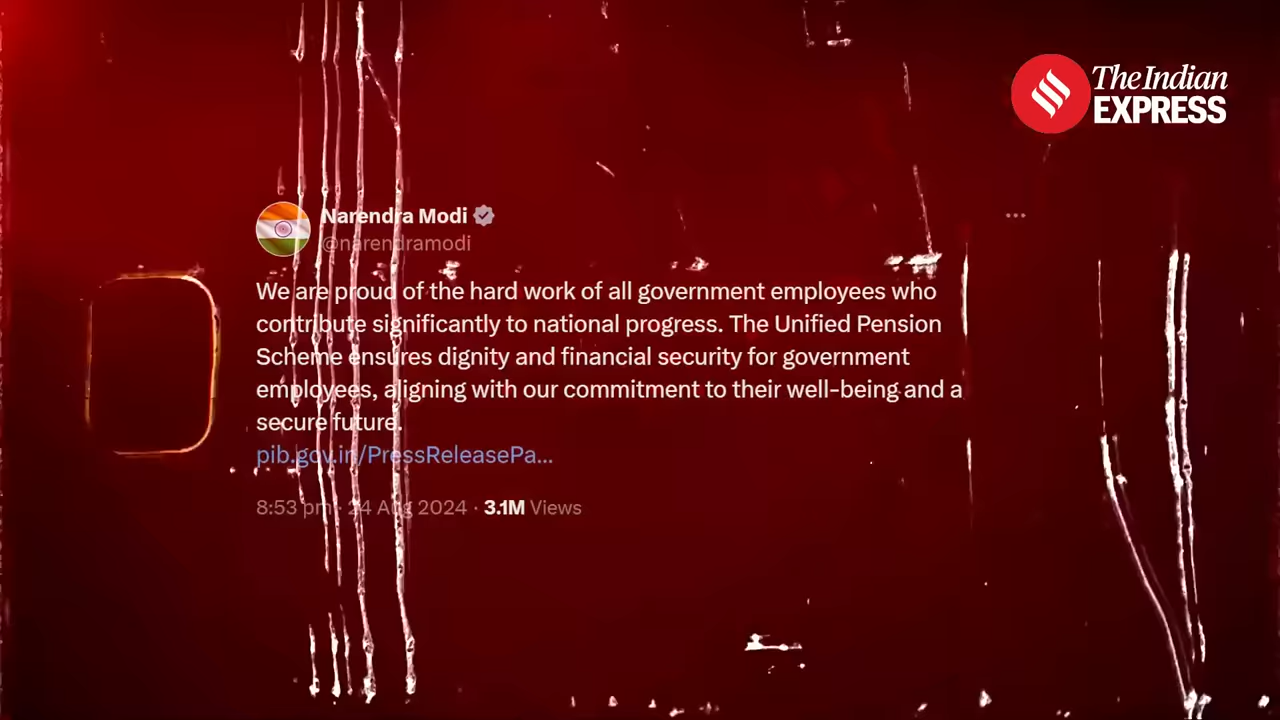 The Indian
EXPRESS
Narendra Modi
@narendramodi
We are proud of the hard work of all government employees who
contribute significantly to national progress. The Unified Pension
Scheme ensures dignity and financial security for government
employees, aligning with our commitment to their well-being and a
secure future.
pib.gov.in/PressReleasePa...
8:53 pm · 24 Aug 2024 · 3.1M Views